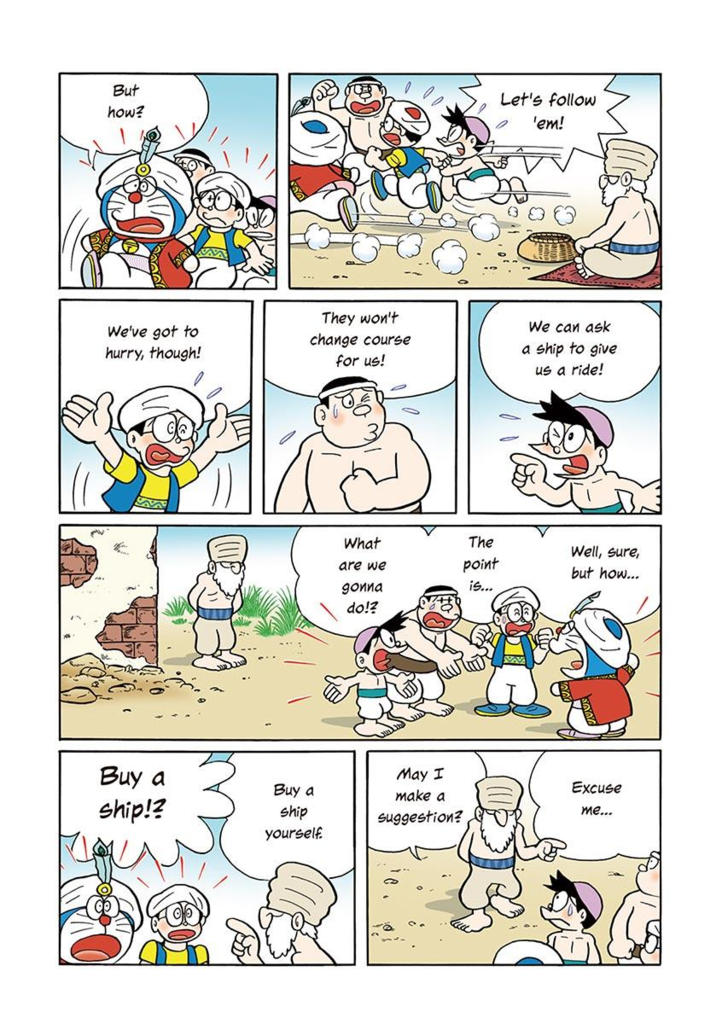 Let's follow
'em!
But
how?
We can ask
a ship to give
us a ride!
They won't
change course
for us!
We've got to
hurry, though!
Well, sure,
but how...
The
point
is...
What
are we
gonna
do!?
Excuse
me...
May I
make a
suggestion?
Buy a
ship
yourself.
Buy a
ship!?